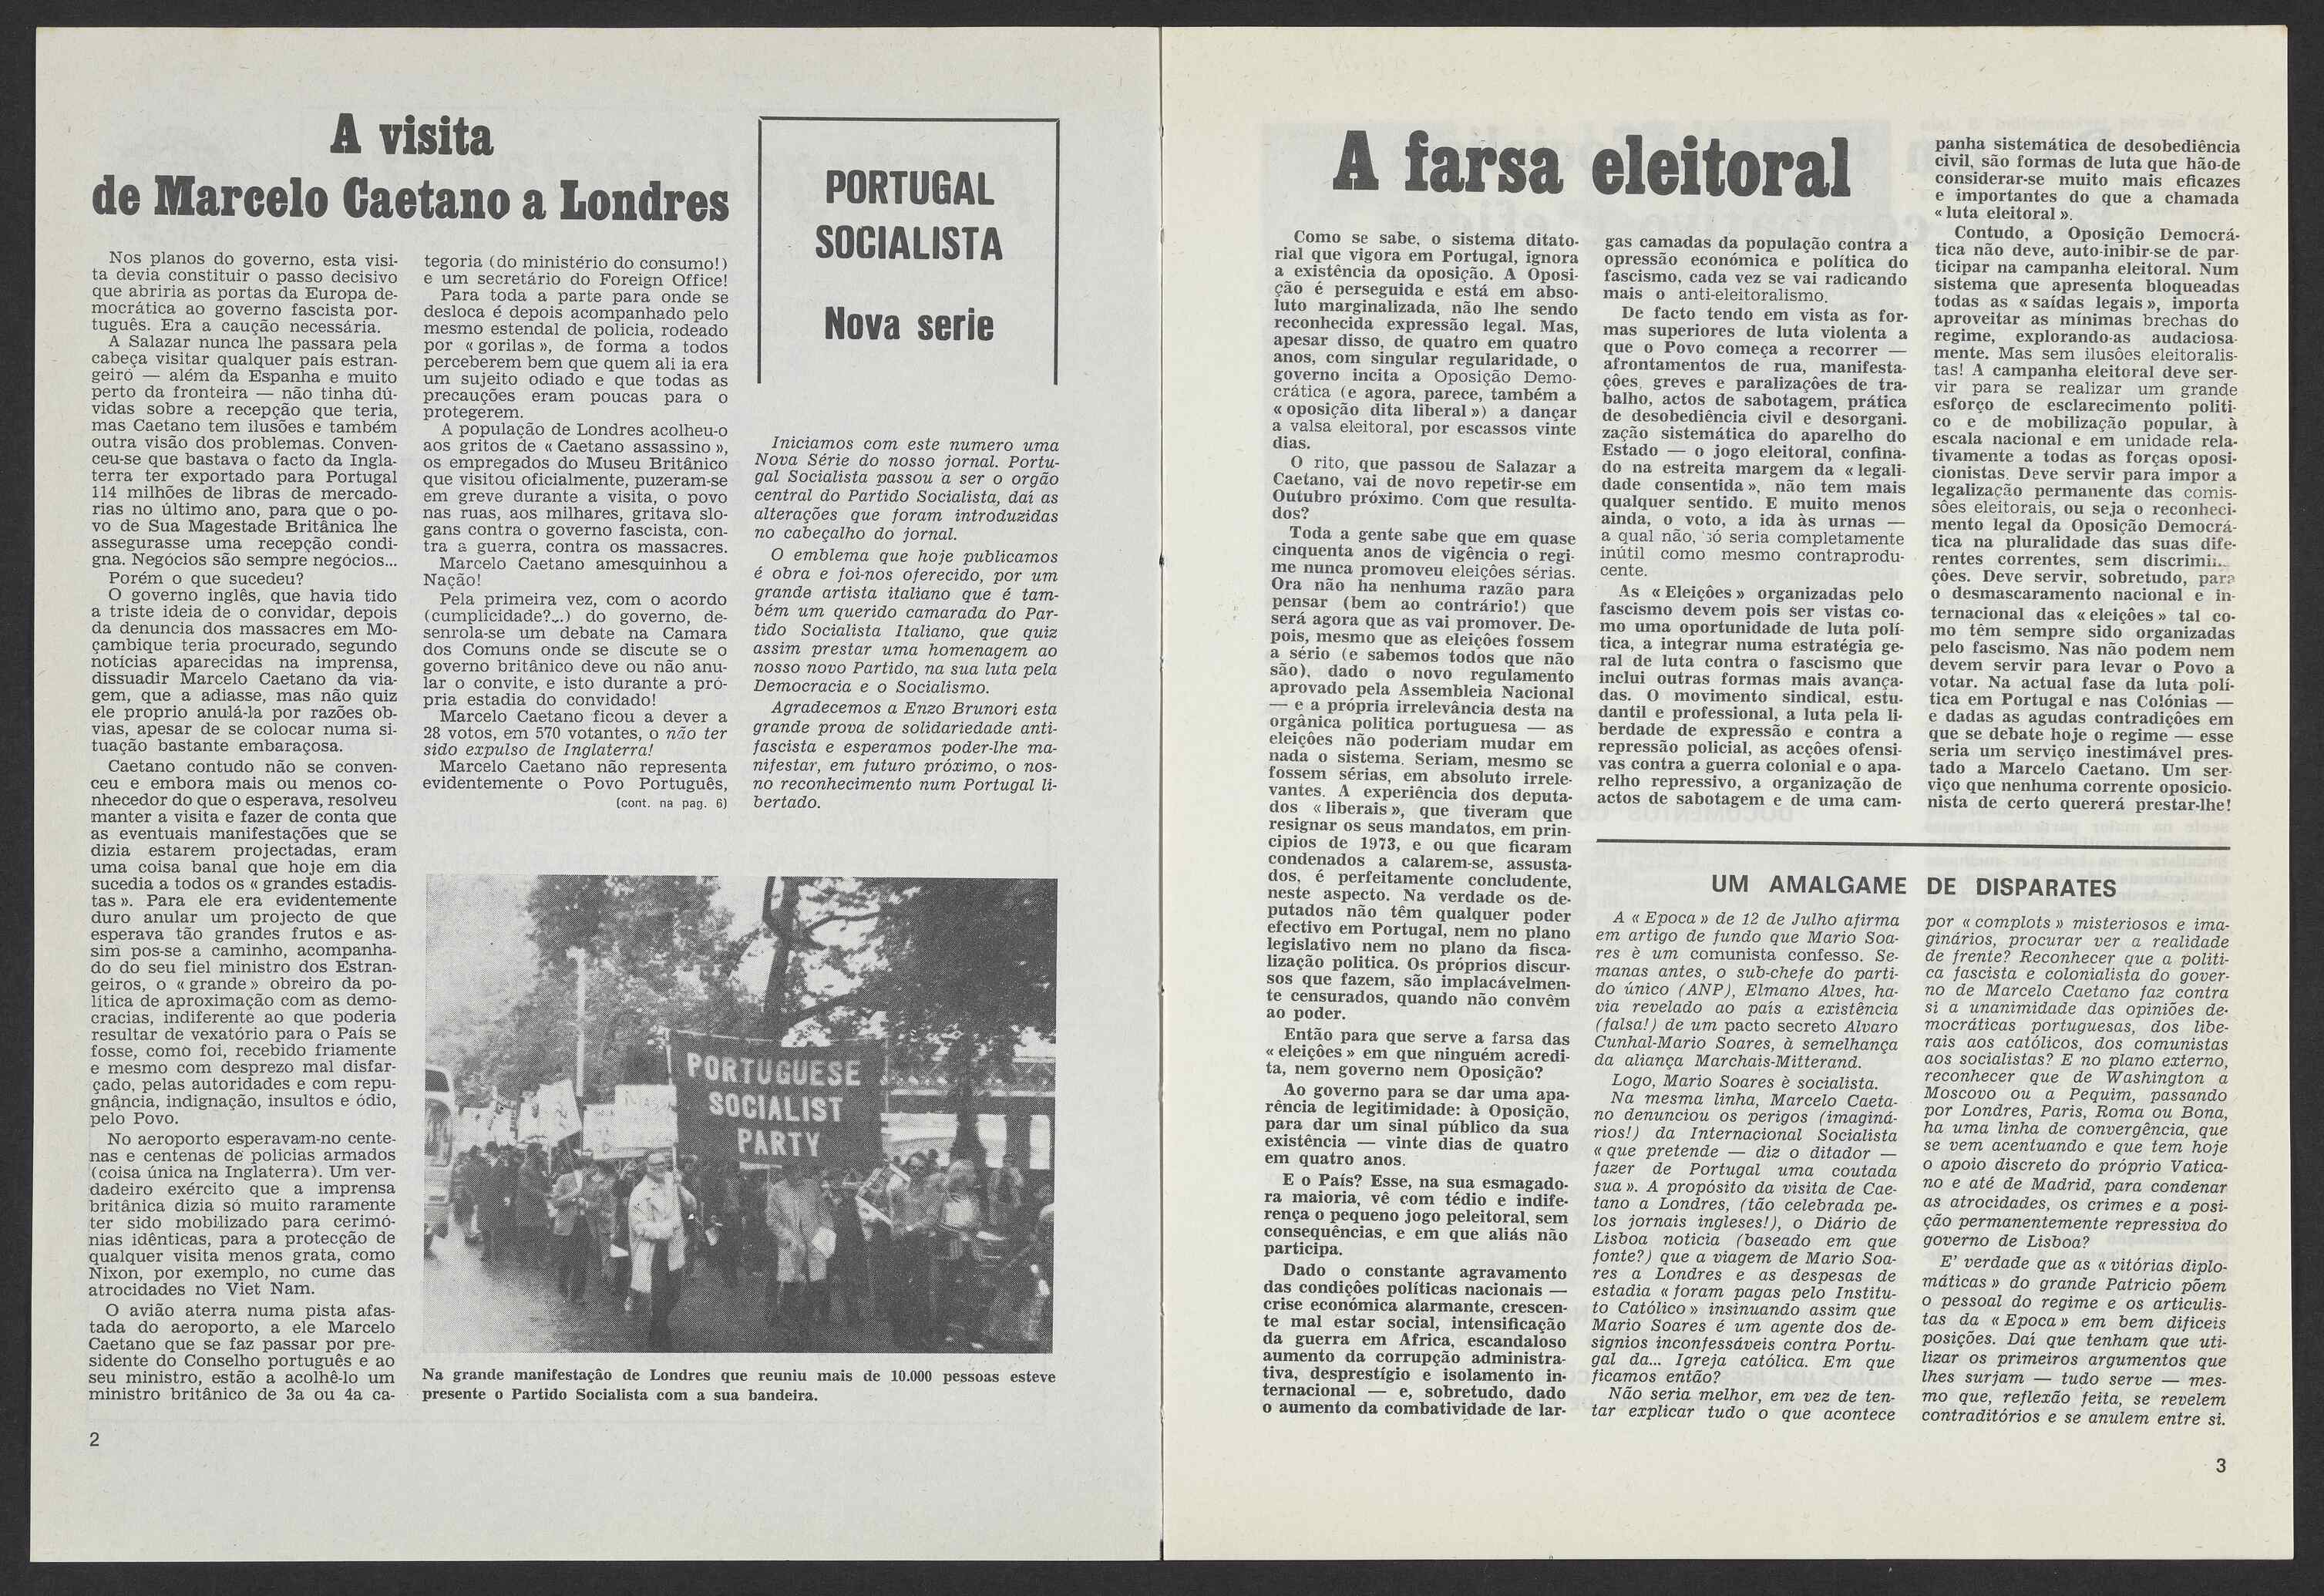 A visita
de Marcelo Caetano a Londres
Nos planos do governo, esta visi-
ta devia constituir o passo decisivo
que abriria as portas da Europa de-
mocrática ao governo fascista por-
tuguês. Era a caução necessária.
A Salazar nunca lhe passara pela
cabeça visitar qualquer país estran-
geiro — além da Espanha e muito
perto da fronteira — não tinha dú-
vidas sobre a recepção que teria,
mas Caetano tem ilusões e também
outra visão dos problemas. Conven-
ceu-se que bastava o facto da Ingla-
terra ter exportado para Portugal
114 milhões de libras de mercado-
rias no último ano, para que o po-
vo de Sua Magestade Britânica lhe
assegurasse uma recepção condi-
gna. Negócios são sempre negócios...
Porém o que sucedeu?
O governo inglês, que havia tido
a triste ideia de o convidar, depois
da denuncia dos massacres em Mo-
çambique teria procurado, segundo
notícias aparecidas na imprensa,
dissuadir Marcelo Caetano da via-
gem, que a adiasse, mas não quiz
ele proprio anulá-la por razões ob-
vias, apesar de se colocar numa si-
tuação bastante embaraçosa.
Caetano contudo não se conven-
ceu e embora mais ou menos co-
nhecedor do que o esperava, resolveu
manter a visita e fazer de conta que
as eventuais manifestações que se
dizia estarem projectadas, eram
uma coisa banal que hoje em dia
sucedia a todos os « grandes estadis-
tas ». Para ele era evidentemente
duro anular um projecto de que
esperava tão grandes frutos e as-
sim pos-se a caminho, acompanha-
do do seu fiel ministro dos Estran-
geiros, o « grande » obreiro da po-
lítica de aproximação com as demo-
cracias, indiferente ao que poderia
resultar de vexatório para o País se
fosse, como foi, recebido friamente
e mesmo com desprezo mal disfar-
çado, pelas autoridades e com repu-
gnância, indignação, insultos e ódio,
pelo Povo.
No aeroporto esperavam-no cente-
nas e centenas de policias armados
(coisa única na Inglaterra). Um ver-
dadeiro exército que a imprensa
britânica dizia só muito raramente
ter sido mobilizado para cerimó-
nias idênticas, para a protecção de
qualquer visita menos grata, como
Nixon, por exemplo, no cume das
atrocidades no Viet Nam.
O avião aterra numa pista afas-
tada do aeroporto, a ele Marcelo
Caetano que se faz passar por pre-
sidente do Conselho português e ao
seu ministro, estão a acolhê-lo um
ministro britânico de 3a ou 4a ca-
tegoria (do ministério do consumo!)
e um secretário do Foreign Office!
Para toda a parte para onde se
desloca é depois acompanhado pelo
mesmo estendal de policia, rodeado
por « gorilas », de forma a todos
perceberem bem que quem ali ia era
um sujeito odiado e que todas as
precauções eram poucas para o
protegerem.
A população de Londres acolheu-o
aos gritos de « Caetano assassino »,
os empregados do Museu Britânico
que visitou oficialmente, puzeram-se
em greve durante a visita, o povo
nas ruas, aos milhares, gritava slo-
gans contra o governo fascista, con-
tra a guerra, contra os massacres.
Marcelo Caetano amesquinhou a
Nação!
Pela primeira vez, com o acordo
(cumplicidade?...) do governo, de-
senrola-se um debate na Camara
dos Comuns onde se discute se o
governo britânico deve ou não anu-
lar o convite, e isto durante a pró-
pria estadia do convidado!
Marcelo Caetano ficou a dever a
28 votos, em 570 votantes, o não ter
sido expulso de Inglaterra!
Marcelo Caetano não representa
evidentemente o Povo Português,
(cont. na pag. 6)
PORTUGAL
SOCIALISTA
Nova serie
Iniciamos com este numero uma
Nova Série do nosso jornal. Portu-
gal Socialista passou a ser o orgão
central do Partido Socialista, daí as
alterações que foram introduzidas
no cabeçalho do jornal.
O emblema que hoje publicamos
é obra e foi-nos oferecido, por um
grande artista italiano que é tam-
bém um querido camarada do Par-
tido Socialista Italiano, que quiz
assim prestar uma homenagem ao
nosso novo Partido, na sua luta pela
Democracia e o Socialismo.
Agradecemos a Enzo Brunori esta
grande prova de solidariedade anti-
fascista e esperamos poder-lhe ma-
nifestar, em futuro próximo, o nos-
no reconhecimento num Portugal li-
bertado.
PORTUGUESE
SOCIALIST
PARTY
Na grande manifestação de Londres que reuniu mais de 10.000 pessoas esteve
presente o Partido Socialista com a sua bandeira.
2
A farsa eleitoral
Como se sabe, o sistema ditato-
rial que vigora em Portugal, ignora
a existência da oposição. A Oposi-
ção é perseguida e está em abso-
luto marginalizada, não lhe sendo
reconhecida expressão legal. Mas,
apesar disso, de quatro em quatro
anos, com singular regularidade, o
governo incita a Oposição Demo-
crática (e agora, parece, também a
« oposição dita liberal ») a dançar
a valsa eleitoral, por escassos vinte
dias.
O rito, que passou de Salazar a
Caetano, vai de novo repetir-se em
Outubro próximo. Com que resulta-
dos?
Toda a gente sabe que em quase
cinquenta anos de vigência o regi-
me nunca promoveu eleições sérias.
Ora não ha nenhuma razão para
pensar (bem ao contrário!) que
será agora que as vai promover. De-
pois, mesmo que as eleições fossem
a sério (e sabemos todos que não
são), dado o novo regulamento
aprovado pela Assembleia Nacional
— e a própria irrelevância desta na
orgânica politica portuguesa — as
eleições não poderiam mudar em
nada o sistema. Seriam, mesmo se
fossem sérias, em absoluto irrele-
vantes. A experiência dos deputa-
dos « liberais », que tiveram que
resignar os seus mandatos, em prin-
cipios de 1973, e ou que ficaram
condenados a calarem-se, assusta-
dos, é perfeitamente concludente,
neste aspecto. Na verdade os de-
putados não têm qualquer poder
efectivo em Portugal, nem no plano
legislativo nem no plano da fisca-
lização politica. Os próprios discur-
sos que fazem, são implacávelmen-
te censurados, quando não convêm
ao poder.
Então para que serve a farsa das
« eleições » em que ninguém acredi-
ta, nem governo nem Oposição?
Ao governo para se dar uma apa-
rência de legitimidade: à Oposição,
para dar um sinal público da sua
existência — vinte dias de quatro
em quatro anos.
E o País? Esse, na sua esmagado-
ra maioria, vê com tédio e indife-
rença o pequeno jogo peleitoral, sem
consequências, e em que aliás não
participa.
Dado o constante agravamento
das condições políticas nacionais —
crise económica alarmante, crescen-
te mal estar social, intensificação
da guerra em Africa, escandaloso
aumento da corrupção administra-
tiva, desprestígio e isolamento in-
ternacional — e, sobretudo, dado
o aumento da combatividade de lar-
gas camadas da população contra a
opressão económica e política do
fascismo, cada vez se vai radicando
mais o anti-eleitoralismo.
De facto tendo em vista as for-
mas superiores de luta violenta a
que o Povo começa a recorrer —
afrontamentos de rua, manifesta-
ções, greves e paralizações de tra-
balho, actos de sabotagem, prática
de desobediência civil e desorgani-
zação sistemática do aparelho do
Estado — o jogo eleitoral, confina-
do na estreita margem da « legali-
dade consentida », não tem mais
qualquer sentido. E muito menos
ainda, o voto, a ida às urnas —
a qual não, só seria completamente
inútil como mesmo contraprodu-
cente.
As « Eleições » organizadas pelo
fascismo devem pois ser vistas co-
mo uma oportunidade de luta polí-
tica, a integrar numa estratégia ge-
ral de luta contra o fascismo que
inclui outras formas mais avança-
das. O movimento sindical, estu-
dantil e professional, a luta pela li-
berdade de expressão e contra a
repressão policial, as acções ofensi-
vas contra a guerra colonial e o apa-
relho repressivo, a organização de
actos de sabotagem e de uma cam-
panha sistemática de desobediência
civil, são formas de luta que hão-de
considerar-se muito mais eficazes
e importantes do que a chamada
« luta eleitoral ».
Contudo, a Oposição Democrá-
tica não deve, auto-inibir-se de par-
ticipar na campanha eleitoral. Num
sistema que apresenta bloqueadas
todas as « saídas legais », importa
aproveitar as mínimas brechas do
regime, explorando-as audaciosa-
mente. Mas sem ilusões eleitoralis-
tas! A campanha eleitoral deve ser-
vir para se realizar um grande
esforço de esclarecimento politi-
co e de mobilização popular, à
escala nacional e em unidade rela-
tivamente a todas as forças oposi-
cionistas. Deve servir para impor a
legalização permanente das comis-
sões eleitorais, ou seja o reconheci-
mento legal da Oposição Democrá-
tica na pluralidade das suas dife-
rentes correntes, sem discrimi-
ções. Deve servir, sobretudo, para
o desmascaramento nacional e in-
ternacional das « eleições » tal co-
mo têm sempre sido organizadas
pelo fascismo. Nas não podem nem
devem servir para levar o Povo a
votar. Na actual fase da luta polí-
tica em Portugal e nas Colónias —
e dadas as agudas contradições em
que se debate hoje o regime — esse
seria um serviço inestimável pres-
tado a Marcelo Caetano. Um ser-
viço que nenhuma corrente oposicio-
nista de certo quererá prestar-lhe!
UM AMALGAME DE DISPARATES
A « Epoca » de 12 de Julho afirma
em artigo de fundo que Mario Soa-
res è um comunista confesso. Se-
manas antes, o sub-chefe do parti-
do único (ANP), Elmano Alves, ha-
via revelado ao país a existência
(falsa!) de um pacto secreto Alvaro
Cunhal-Mario Soares, à semelhança
da aliança Marchais-Mitterand.
Logo, Mario Soares è socialista.
Na mesma linha, Marcelo Caeta-
no denunciou os perigos (imaginá-
rios!) da Internacional Socialista
« que pretende — diz o ditador —
fazer de Portugal uma coutada
sua ». A propósito da visita de Cae-
tano a Londres, (tão celebrada pe-
los jornais ingleses!), o Diário de
Lisboa noticia (baseado em que
fonte?) que a viagem de Mario Soa-
res a Londres e as despesas de
estadia « foram pagas pelo Institu-
to Católico » insinuando assim que
Mario Soares é um agente dos de-
signios inconfessáveis contra Portu-
gal da... Igreja católica. Em que
ficamos então?
Não seria melhor, em vez de ten-
tar explicar tudo o que acontece
por « complots » misteriosos e ima-
ginários, procurar ver a realidade
de frente? Reconhecer que a politi-
ca fascista e colonialista do gover-
no de Marcelo Caetano faz contra
si a unanimidade das opiniões de-
mocráticas portuguesas, dos libe-
rais aos católicos, dos comunistas
aos socialistas? E no plano externo,
reconhecer que de Washington a
Moscovo ou a Pequim, passando
por Londres, Paris, Roma ou Bona,
ha uma linha de convergência, que
se vem acentuando e que tem hoje
o apoio discreto do próprio Vatica-
no e até de Madrid, para condenar
as atrocidades, os crimes e a posi-
ção permanentemente repressiva do
governo de Lisboa?
E' verdade que as « vitórias diplo-
máticas » do grande Patricio põem
o pessoal do regime e os articulis-
tas da « Epoca » em bem dificeis
posições. Daí que tenham que uti-
lizar os primeiros argumentos que
lhes surjam — tudo serve — mes-
mo que, reflexão feita, se revelem
contraditórios e se anulem entre si.
3